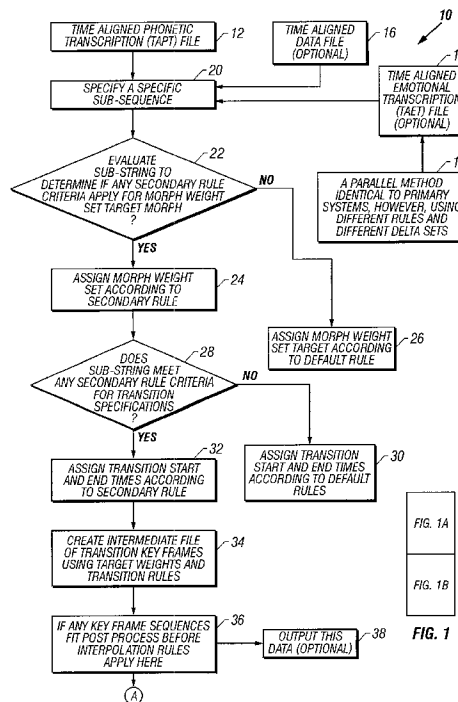 10
TIME ALIGNED PHONETIC
TRANSCRIPTION (TAPT) FILE
12
TIME ALIGNED
DATA FILE
(OPTIONAL)
16
20
SPECIFY A SPECIFIC
SUB-SEQUENCE
TIME ALIGNED
EMOTIONAL
TRANSCRIPTION
(TAET) FILE
(OPTIONAL)
22
EVALUATE
SUB-STRING TO
DETERMINE IF ANY SECONDARY RULE
CRITERIA APPLY FOR MORPH WEIGHT
SET TARGET MORPH
?
NO
YES
A PARALLEL METHOD
IDENTICAL TO PRIMARY
SYSTEMS, HOWEVER, USING
DIFFERENT RULES AND
DIFFERENT DELTA SETS
ASSIGN MORPH WEIGHT
SET ACCORDING TO
SECONDARY RULE
24
ASSIGN MORPH WEIGHT
SET TARGET ACCORDING TO
DEFAULT RULE
26
28
DOES
SUB-STRING MEET
ANY SECONDARY RULE CRITERIA
FOR TRANSITION
SPECIFICATIONS
?
NO
YES
32
ASSIGN TRANSITION START
AND END TIMES ACCORDING
TO SECONDARY RULE
ASSIGN TRANSITION START
AND END TIMES
ACCORDING TO DEFAULT
RULES
30
CREATE INTERMEDIATE FILE
OF TRANSITION KEY FRAMES
USING TARGET WEIGHTS AND
TRANSITION RULES
34
36
IF ANY KEY FRAME SEQUENCES
FIT POST PROCESS BEFORE
INTERPOLATION RULES
APPLY HERE
OUTPUT THIS
DATA (OPTIONAL)
38
A
FIG. 1A
FIG. 1B
FIG. 1